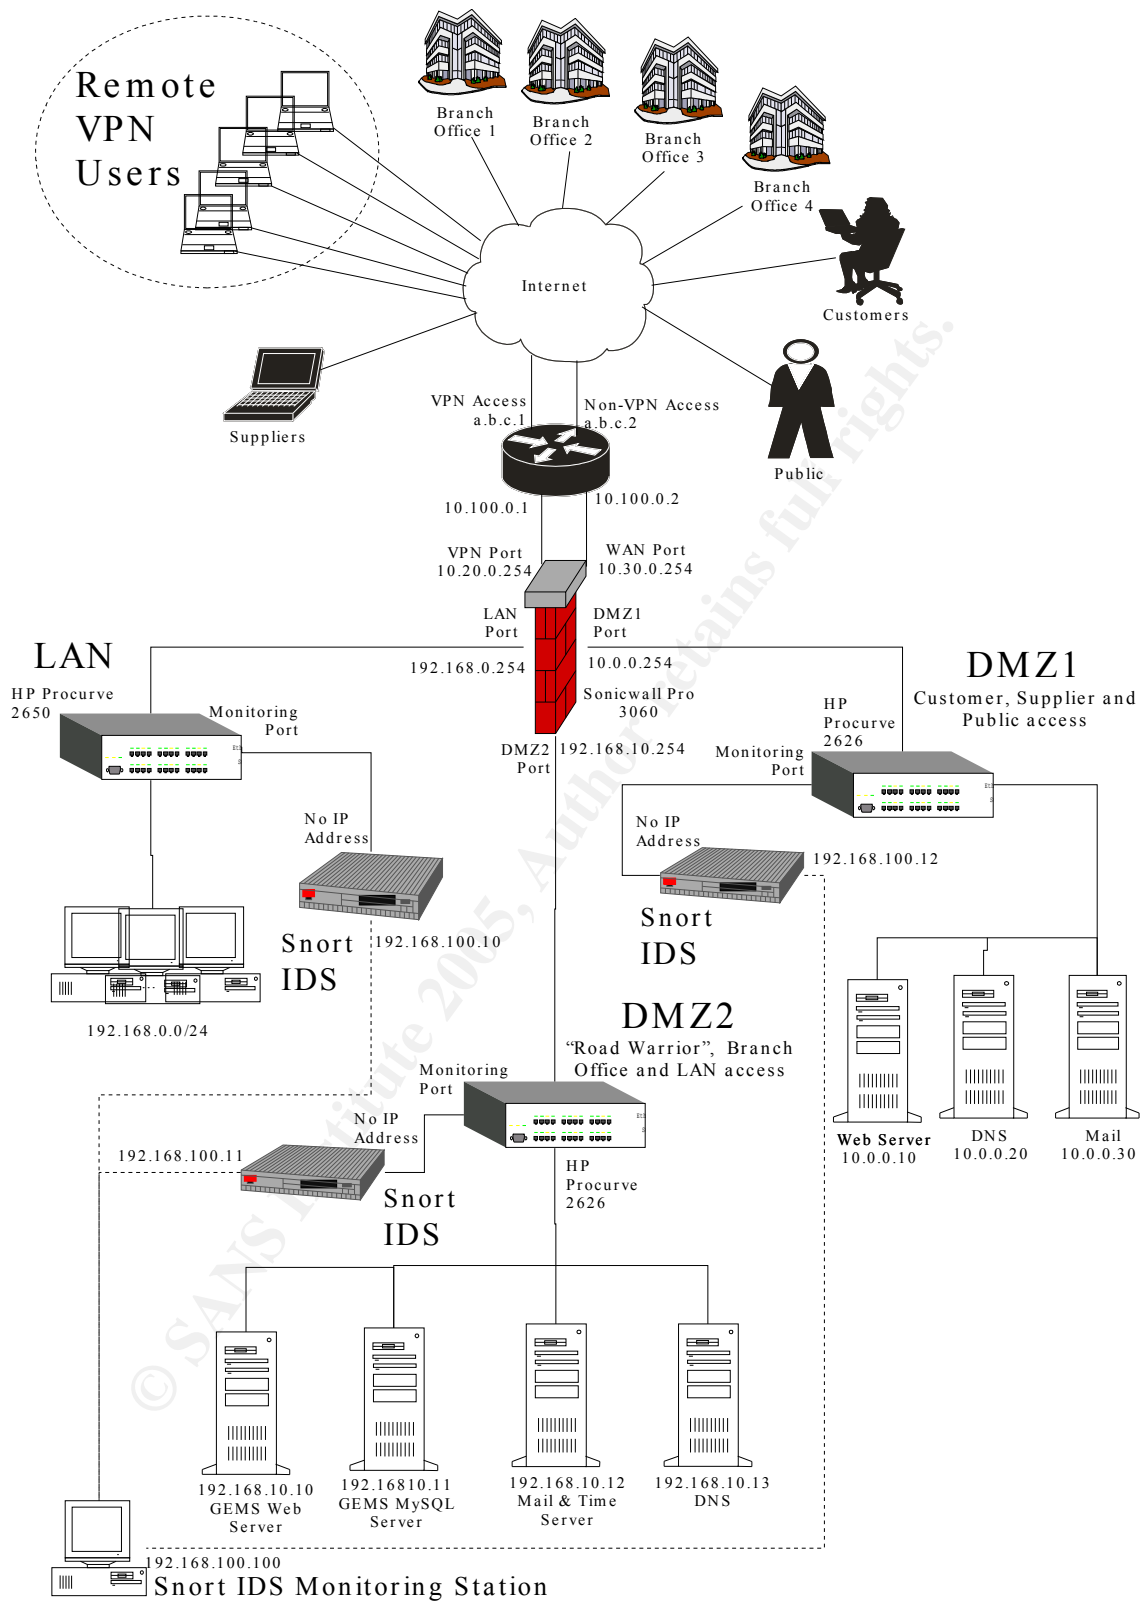 Remote
VPN
Users
Branch
Office 1
Branch
Office 2
Branch
Office 3
Branch
Office 4
Internet
Customers
Suppliers
Public
VPN Access
a.b.c.1
Non-VPN Access
a.b.c.2
10.100.0.1
10.100.0.2
VPN Port
10.20.0.254
WAN Port
10.30.0.254
LAN
Port
192.168.0.254
DMZ1
Port
10.0.0.254
Sonicwall Pro
3060
DMZ2
Port
192.168.10.254
LAN
HP Procurve
2650
Monitoring
Port
No IP
Address
Snort
IDS
192.168.100.10
192.168.0.0/24
DMZ1
Customer, Supplier and
Public access
HP
Procurve
2626
Monitoring
Port
No IP
Address
192.168.100.12
Snort
IDS
Web Server
10.0.0.10
DNS
10.0.0.20
Mail
10.0.0.30
DMZ2
“Road Warrior”, Branch
Office and LAN access
Monitoring
Port
No IP
Address
192.168.100.11
HP
Procurve
2626
Snort
IDS
192.168.10.10
GEMS Web
Server
192.16810.11
GEMS MySQL
Server
192.168.10.12
Mail & Time
Server
192.168.10.13
DNS
192.168.100.100
Snort IDS Monitoring Station
© SANS Institute 2005, Author retains full rights.